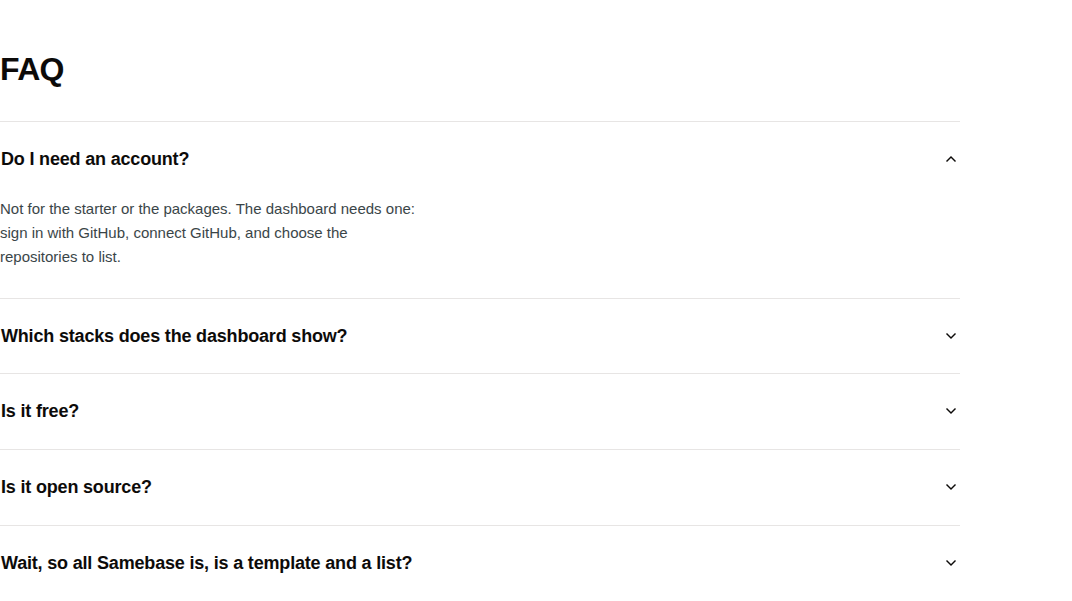 FAQ
Do I need an account?
Not for the starter or the packages. The dashboard needs one:
sign in with GitHub, connect GitHub, and choose the
repositories to list.
Which stacks does the dashboard show?
Is it free?
Is it open source?
Wait, so all Samebase is, is a template and a list?